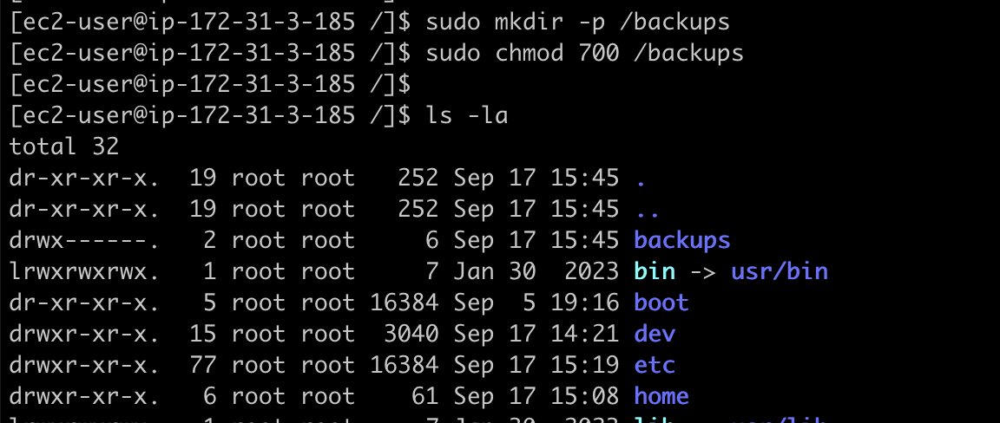 [ec2-user@ip-172-31-3-185 /]$ sudo mkdir -p /backups
[ec2-user@ip-172-31-3-185 /]$ sudo chmod 700 /backups
[ec2-user@ip-172-31-3-185 /]$
[ec2-user@ip-172-31-3-185 /]$ ls -la
total 32
dr-xr-xr-x.  19 root root   252 Sep 17 15:45 .
dr-xr-xr-x.  19 root root   252 Sep 17 15:45 ..
drwx------.   2 root root     6 Sep 17 15:45 backups
lrwxrwxrwx.   1 root root     7 Jan 30  2023 bin -> usr/bin
dr-xr-xr-x.   5 root root 16384 Sep  5 19:16 boot
drwxr-xr-x.  15 root root  3040 Sep 17 14:21 dev
drwxr-xr-x.  77 root root 16384 Sep 17 15:19 etc
drwxr-xr-x.   6 root root    61 Sep 17 15:08 home